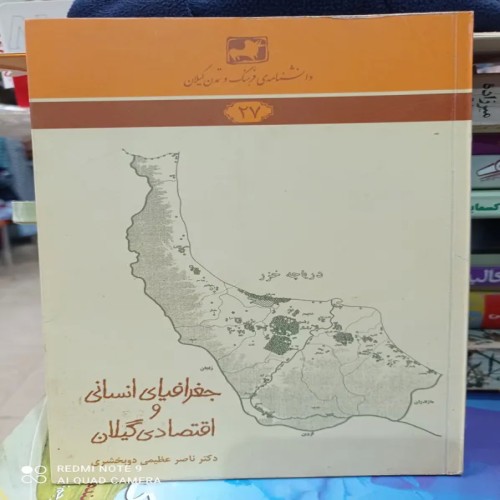 دانشنامه‌ی فرهنگ و تمدن گیلان
۲۷
دریاچه خزر
جغرافیای انسانی
و
اقتصادی گیلان
دکتر ناصر عظیمی دوبخشری
میرزاده
REDMI NOTE 9
AI QUAD CAMERA